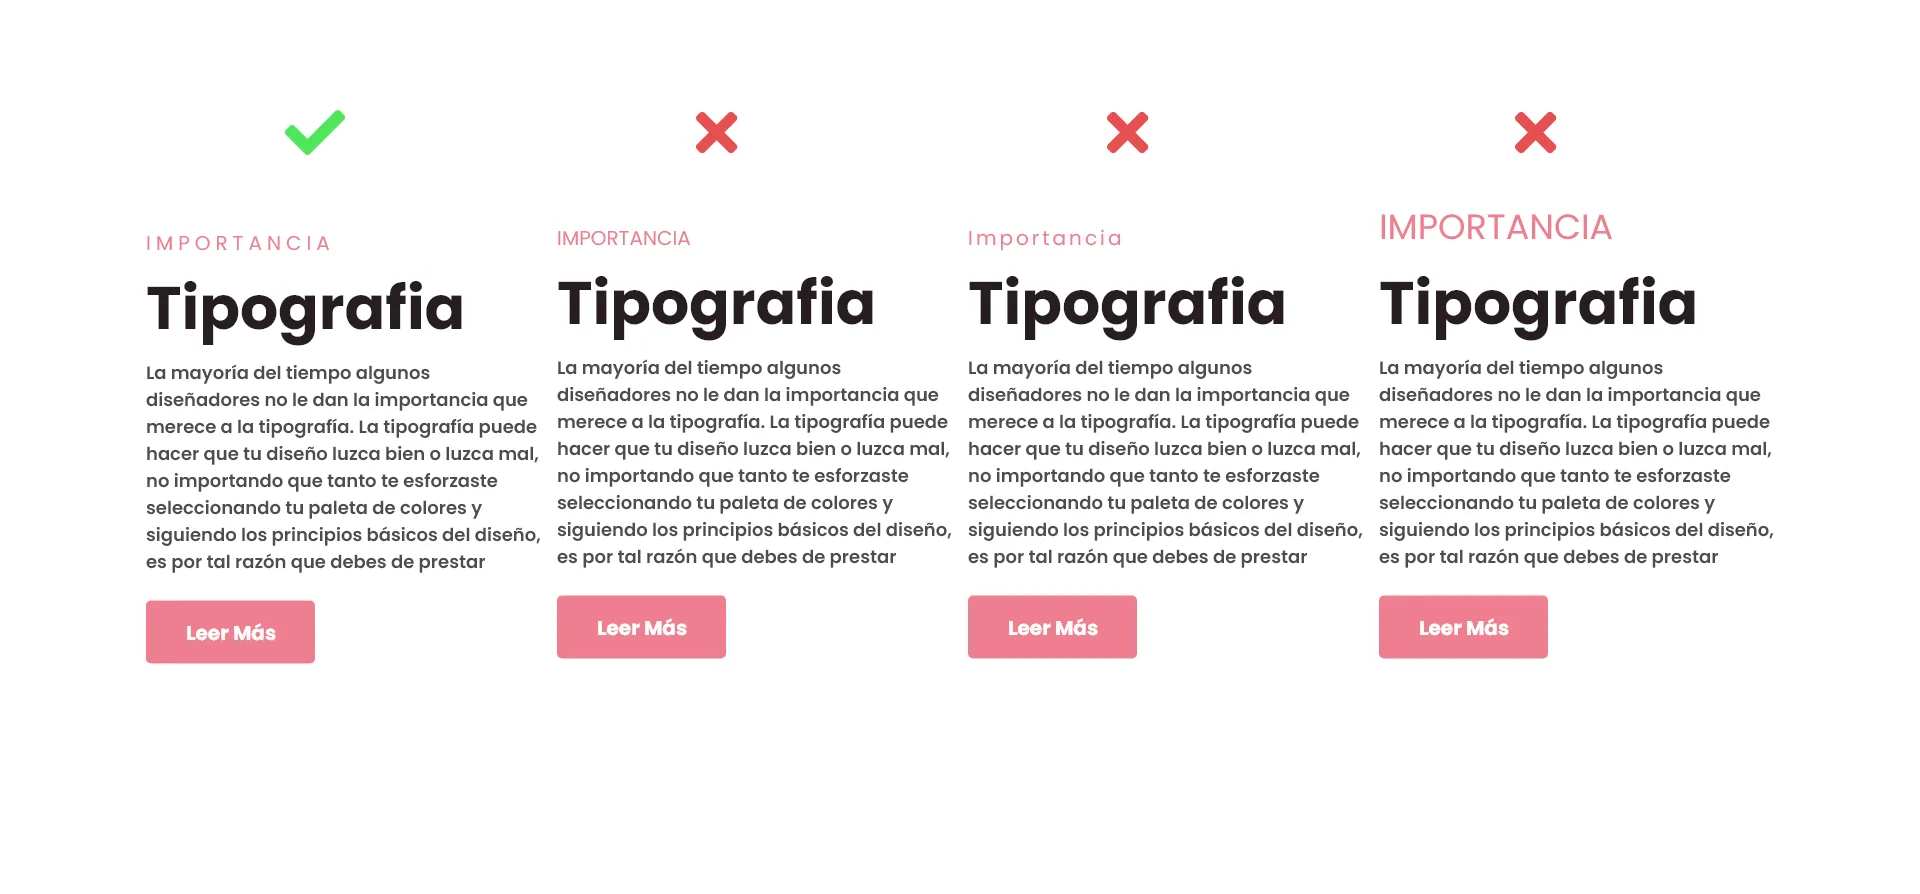 IMPORTANCIA
Tipografia
La mayoría del tiempo algunos
diseñadores no le dan la importancia que
merece a la tipografía. La tipografía puede
hacer que tu diseño luzca bien o luzca mal,
no importando que tanto te esforzaste
seleccionando tu paleta de colores y
siguiendo los principios básicos del diseño,
es por tal razón que debes de prestar
Leer Más
IMPORTANCIA
Tipografia
La mayoría del tiempo algunos
diseñadores no le dan la importancia que
merece a la tipografía. La tipografía puede
hacer que tu diseño luzca bien o luzca mal,
no importando que tanto te esforzaste
seleccionando tu paleta de colores y
siguiendo los principios básicos del diseño,
es por tal razón que debes de prestar
Leer Más
Importancia
Tipografia
La mayoría del tiempo algunos
diseñadores no le dan la importancia que
merece a la tipografía. La tipografía puede
hacer que tu diseño luzca bien o luzca mal,
no importando que tanto te esforzaste
seleccionando tu paleta de colores y
siguiendo los principios básicos del diseño,
es por tal razón que debes de prestar
Leer Más
IMPORTANCIA
Tipografia
La mayoría del tiempo algunos
diseñadores no le dan la importancia que
merece a la tipografía. La tipografía puede
hacer que tu diseño luzca bien o luzca mal,
no importando que tanto te esforzaste
seleccionando tu paleta de colores y
siguiendo los principios básicos del diseño,
es por tal razón que debes de prestar
Leer Más